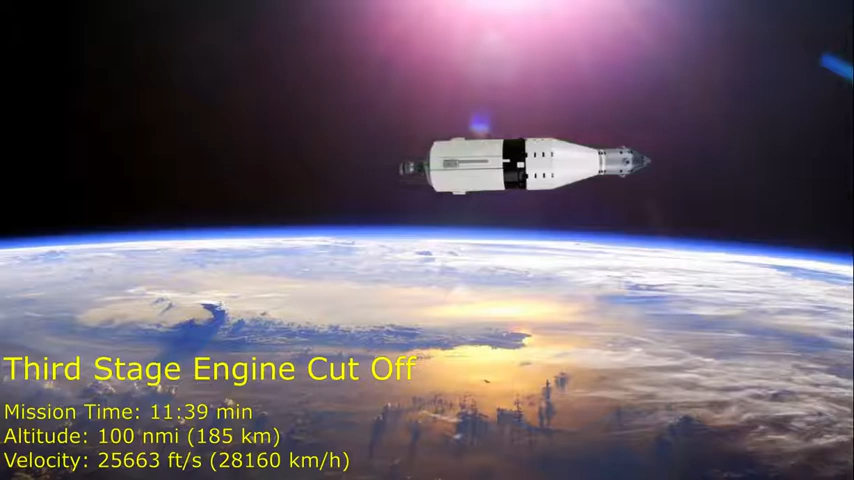 Third Stage Engine Cut Off
Mission Time: 11:39 min
Altitude: 100 nmi (185 km)
Velocity: 25663 ft/s (28160 km/h)